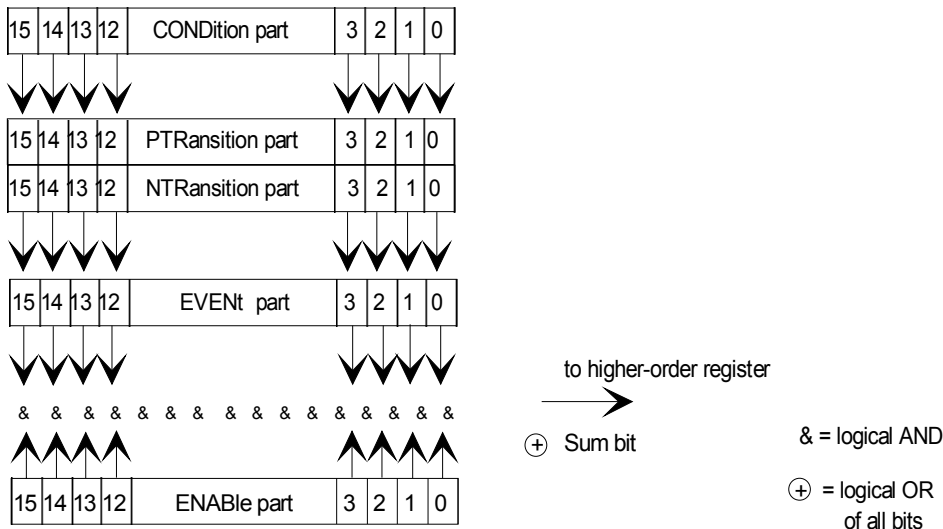 15 14 13 12 CONDition part 3 2 1 0
15 14 13 12 PTRansition part 3 2 1 0
15 14 13 12 NTRansition part 3 2 1 0
15 14 13 12 EVENt part 3 2 1 0
to higher-order register
& & & & & & & & & & & & & & & &
+ Sum bit
& = logical AND
15 14 13 12 ENABle part 3 2 1 0
+ = logical OR
of all bits